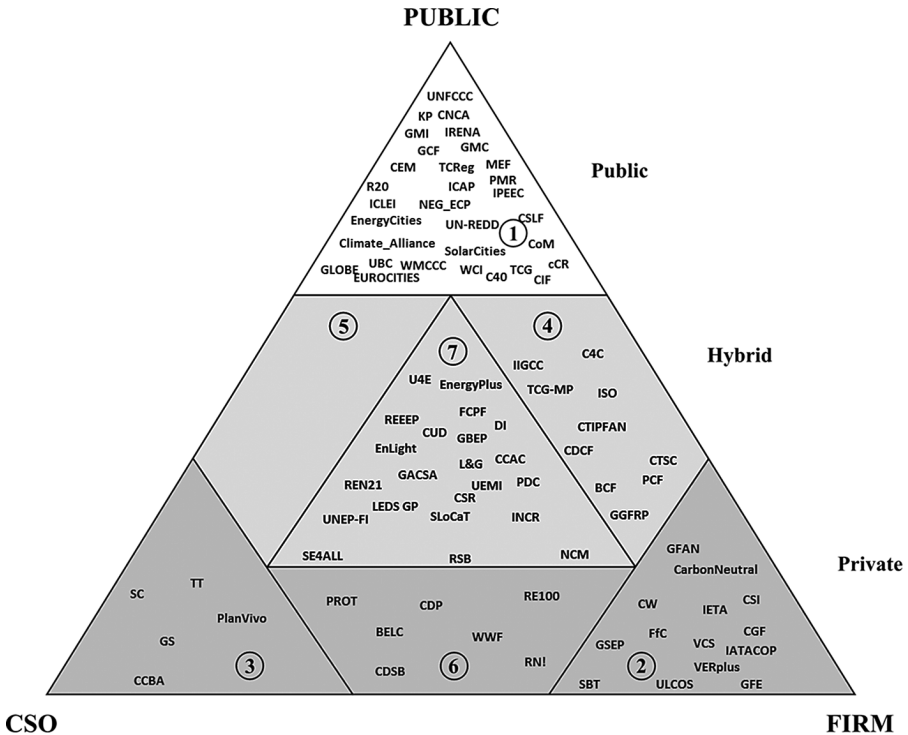 PUBLIC
UNFCCC
KP CNCA
GMI IRENA
GCF GMC
CEM TCReg MEF
Public
R20 ICAP PMR
IPEEC
ICLEI NEG_ECP
EnergyCities UN-REDD CSLF
1
Climate_Alliance SolarCities CoM
GLOBE UBC WMCCC WCI TCG cCR
EUROCITIES C40 CIF
5 4
7
Hybrid
IIGCC C4C
U4E EnergyPlus TCG-MP ISO
REEEP FCPF DI CTIPFAN
CUD GBEP
EnLight CDCF
L&G CCAC CTSC
REN21 GACSA UEMI PDC BCF PCF
CSR
LEDS GP
UNEP-FI SLoCaT INCR GGFRP
SE4ALL RSB NCM GFAN
Private
CarbonNeutral
SC TT PROT CDP RE100 CW IETA CSI
PlanVivo
GS BELC WWF GSEP FfC VCS CGF
IATACOP
CCBA 3 CDSB 6 RN! 2 VERplus
SBT ULCOS GFE
CSO FIRM